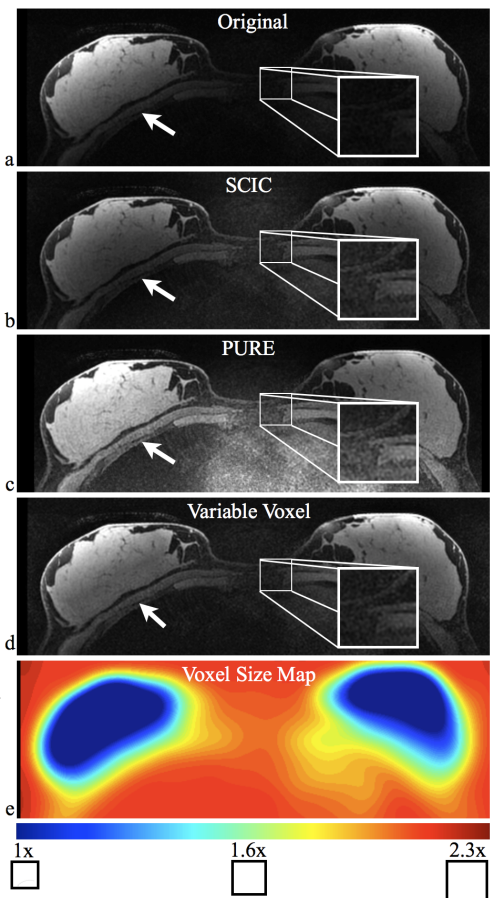 Original
a
SCIC
b
PURE
c
Variable Voxel
d
Voxel Size Map
e
1x 1.6x 2.3x